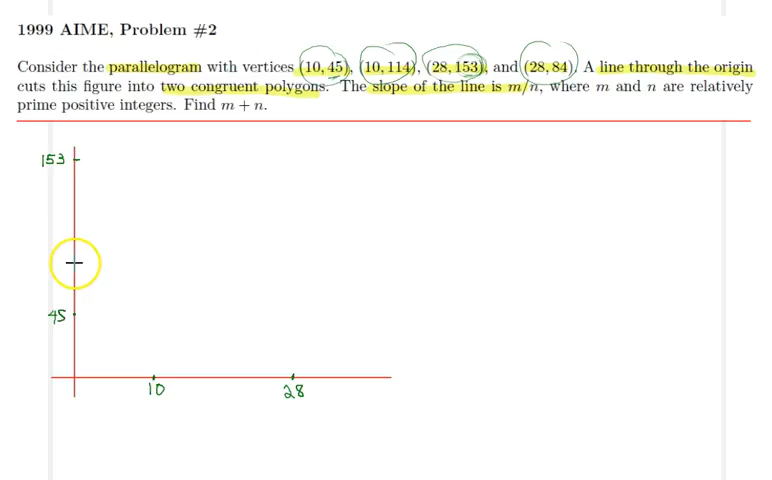 1999 AIME, Problem #2
Consider the parallelogram with vertices (10, 45), (10, 114), (28, 153), and (28, 84). A line through the origin
cuts this figure into two congruent polygons. The slope of the line is m/n, where m and n are relatively
prime positive integers. Find m + n.
153
45
10
28